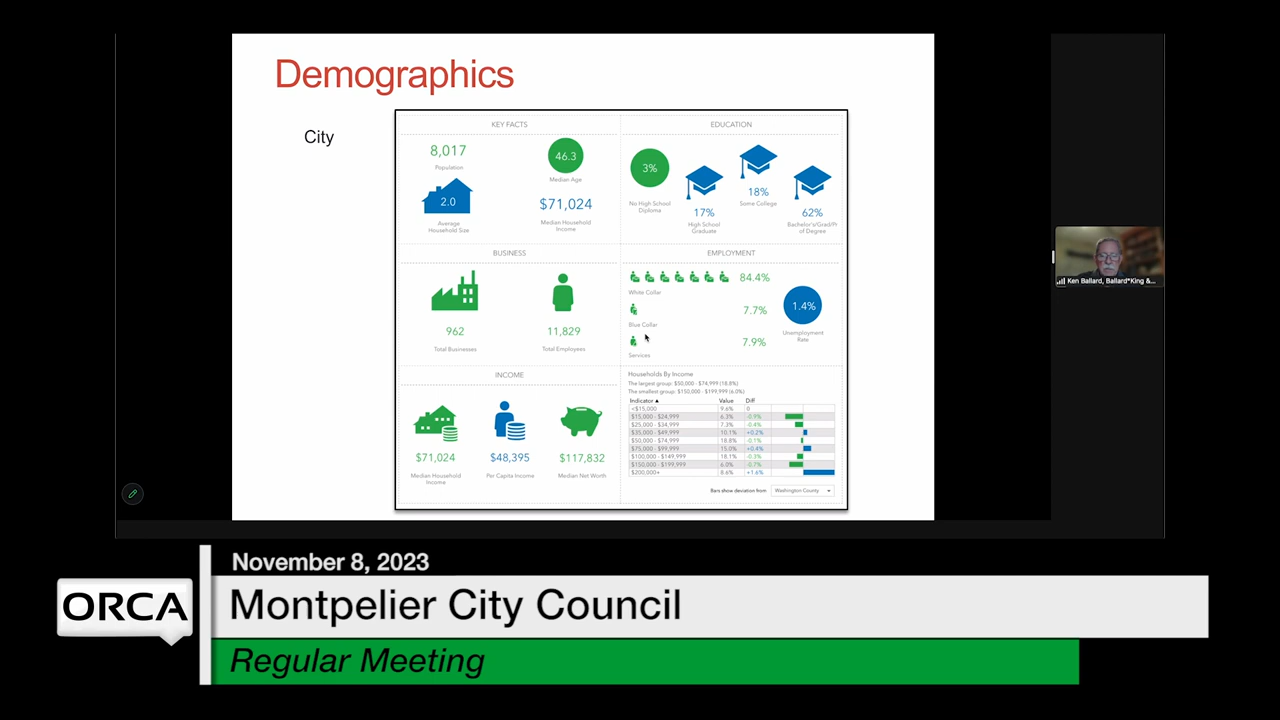 Demographics
City
KEY FACTS
8,017
Population
46.3
Median Age
2.0
Average
Household Size
$71,024
Median Household
Income
EDUCATION
3%
No High School
Diploma
17%
High School
Graduate
18%
Some College
62%
Bachelor's/Grad/Pr
of Degree
BUSINESS
962
Total Businesses
11,829
Total Employees
EMPLOYMENT
84.4%
White Collar
7.7%
Blue Collar
7.9%
Services
1.4%
Unemployment
Rate
INCOME
$71,024
Median Household
Income
$48,395
Per Capita Income
$117,832
Median Net Worth
Households By Income
The largest group: $50,000 - $74,999 (18.8%)
The smallest group: $150,000 - $199,999 (6.0%)
Indicator ▲ Value Diff
<$15,000 9.6% 0
$15,000 - $24,999 6.3% -0.9%
$25,000 - $34,999 7.3% -0.4%
$35,000 - $49,999 10.1% +0.2%
$50,000 - $74,999 18.8% -0.1%
$75,000 - $99,999 15.0% +0.4%
$100,000 - $149,999 18.1% -0.3%
$150,000 - $199,999 6.0% -0.7%
$200,000+ 8.6% +1.6%
Bars show deviation from Washington County
Ken Ballard, Ballard*King &...
November 8, 2023
ORCA
Montpelier City Council
Regular Meeting